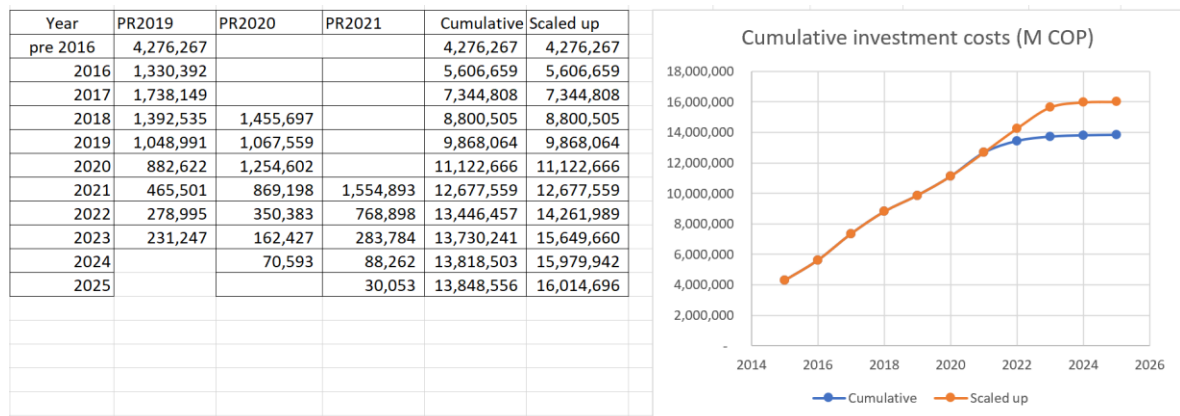 Year PR2019 PR2020 PR2021 Cumulative Scaled up
pre 2016 4,276,267 4,276,267 4,276,267
2016 1,330,392 5,606,659 5,606,659
2017 1,738,149 7,344,808 7,344,808
2018 1,392,535 1,455,697 8,800,505 8,800,505
2019 1,048,991 1,067,559 9,868,064 9,868,064
2020 882,622 1,254,602 11,122,666 11,122,666
2021 465,501 869,198 1,554,893 12,677,559 12,677,559
2022 278,995 350,383 768,898 13,446,457 14,261,989
2023 231,247 162,427 283,784 13,730,241 15,649,660
2024 70,593 88,262 13,818,503 15,979,942
2025 30,053 13,848,556 16,014,696
Cumulative investment costs (M COP)
18,000,000
16,000,000
14,000,000
12,000,000
10,000,000
8,000,000
6,000,000
4,000,000
2,000,000
-
2014 2016 2018 2020 2022 2024 2026
Cumulative Scaled up